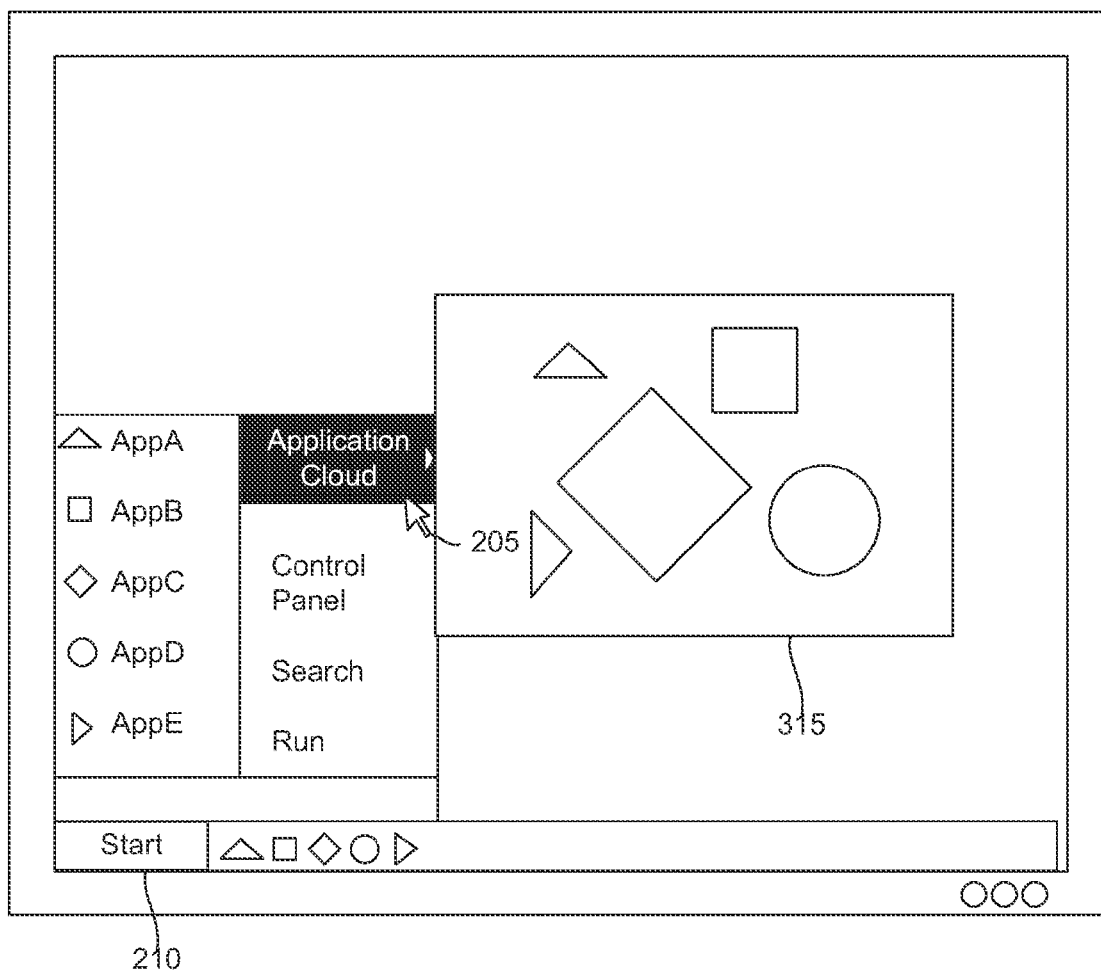 AppA
AppB
AppC
AppD
AppE
Application
Cloud
205
Control
Panel
Search
Run
315
Start
210